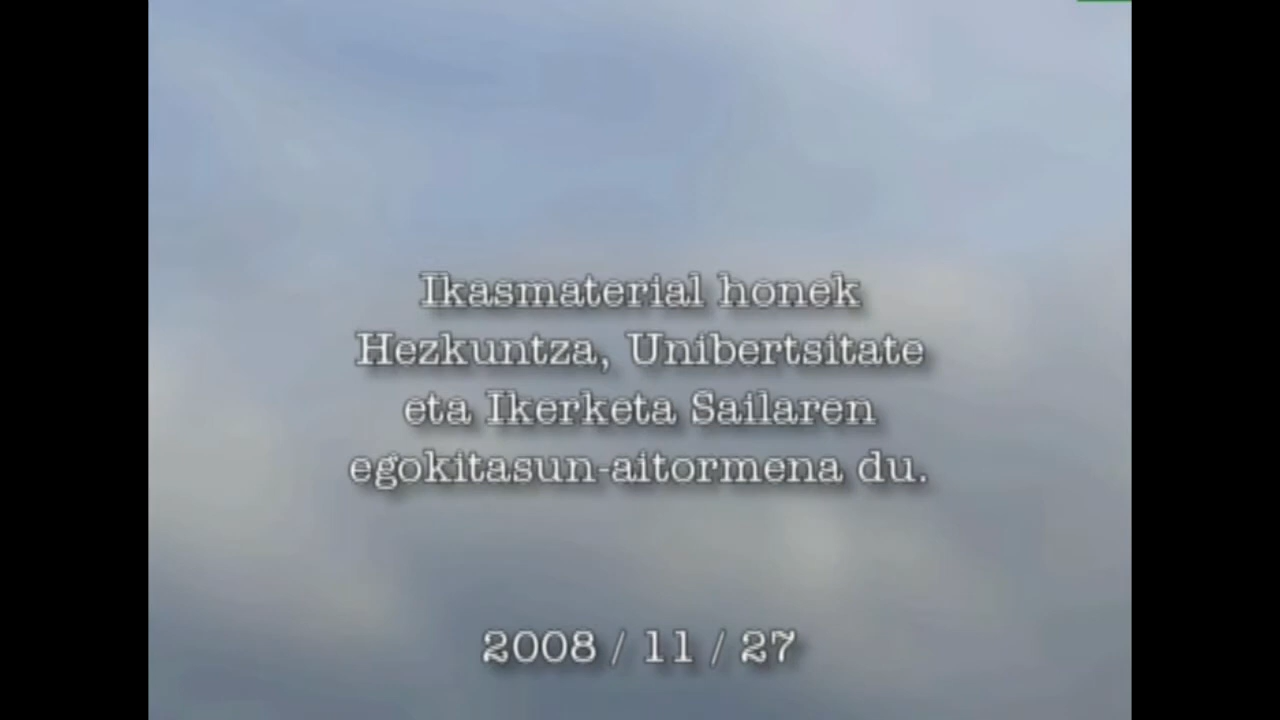 Ikasmaterial honek
Hezkuntza, Unibertsitate
eta Ikerketa Sailaren
egokitasun-aitormena du.
2008 / 11 / 27